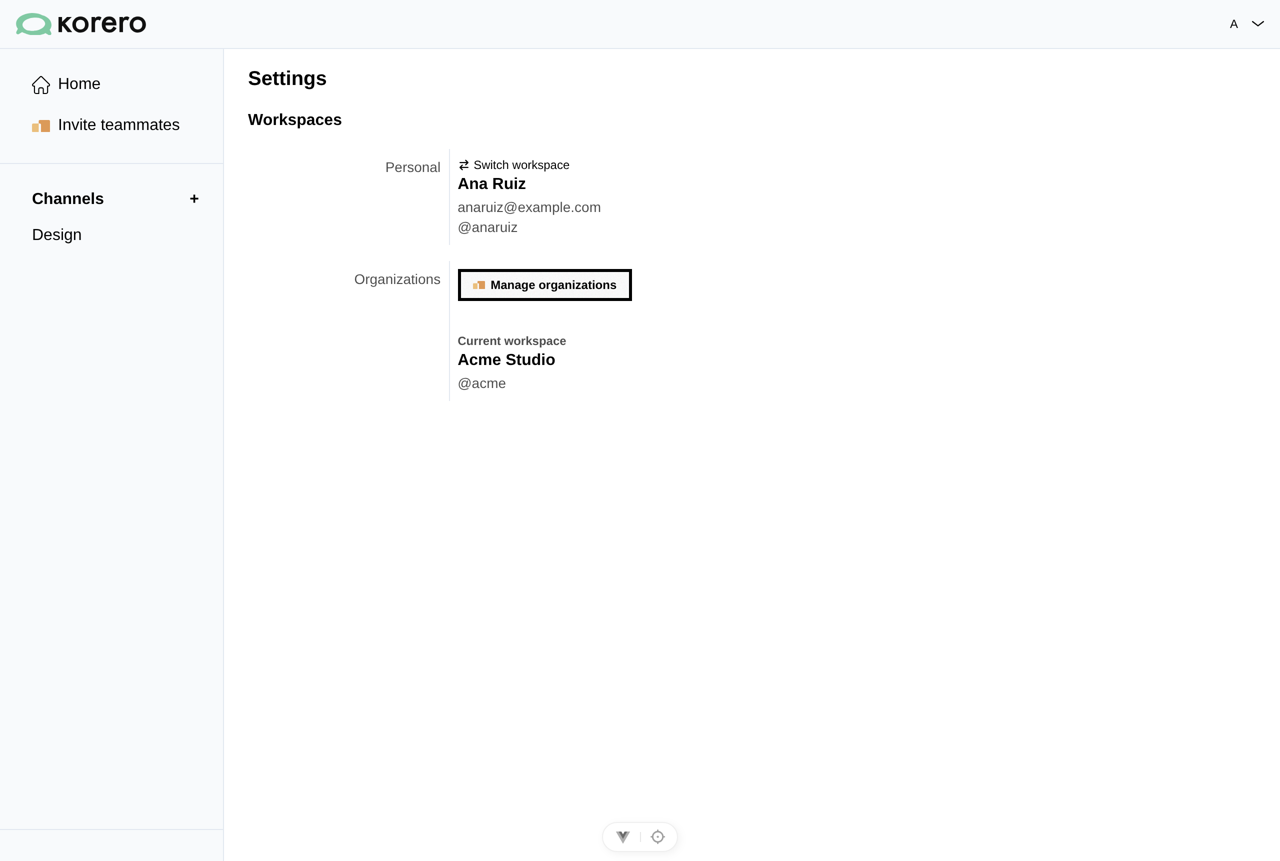 korero
A
Home
Invite teammates
Channels +
Design
Settings
Workspaces
Personal
Switch workspace
Ana Ruiz
anaruiz@example.com
@anaruiz
Organizations
Manage organizations
Current workspace
Acme Studio
@acme